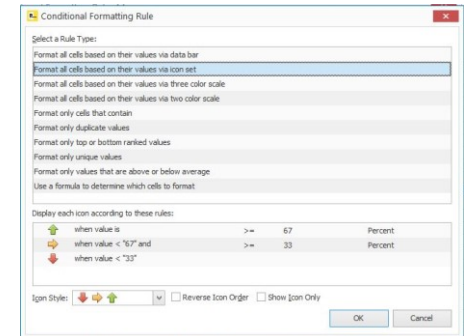 Conditional Formatting Rule
Select a Rule Type:
Format all cells based on their values via data bar
Format all cells based on their values via icon set
Format all cells based on their values via three color scale
Format all cells based on their values via two color scale
Format only cells that contain
Format only duplicate values
Format only top or bottom ranked values
Format only unique values
Format only values that are above or below average
Use a formula to determine which cells to format
Display each icon according to these rules:
when value is >= 67 Percent
when value < "67" and >= 33 Percent
when value < "33"
Icon Style: Reverse Icon Order Show Icon Only
OK Cancel